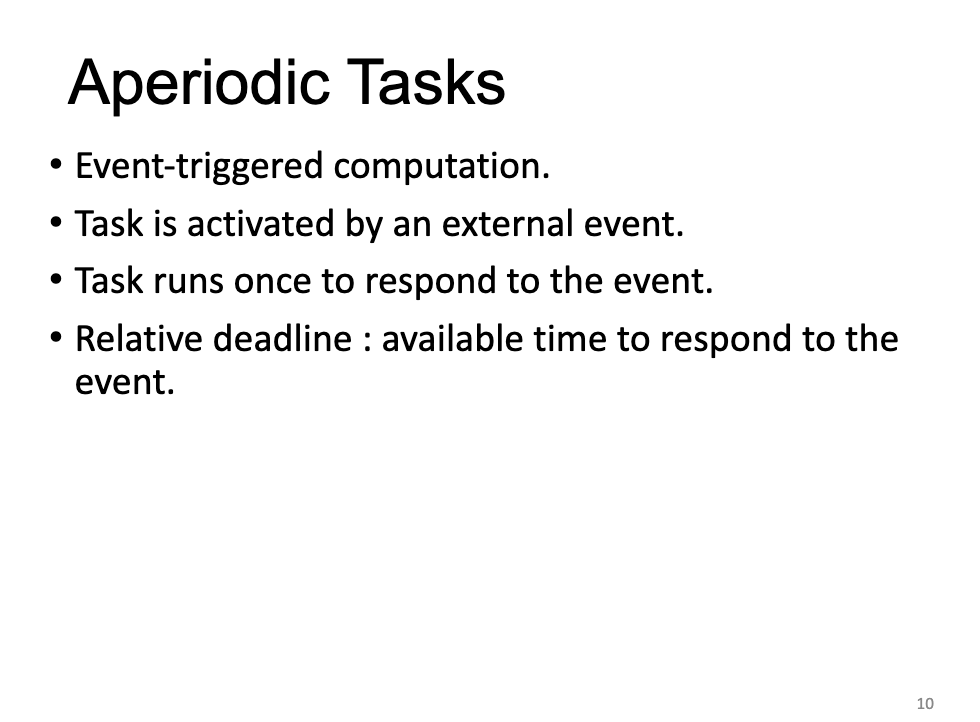 Aperiodic Tasks
• Event-triggered computation.
• Task is activated by an external event.
• Task runs once to respond to the event.
• Relative deadline : available time to respond to the
event.
10